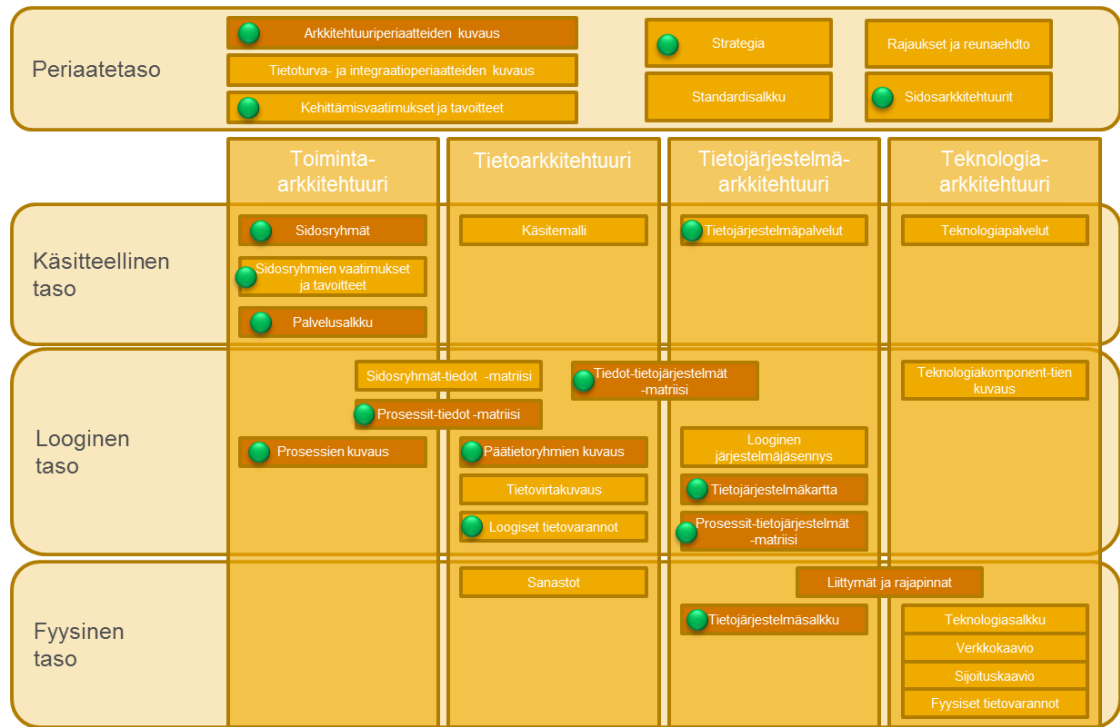 Periaatetaso
Arkkitehtuuriperiaatteiden kuvaus
Tietoturva- ja integraatioperiaatteiden kuvaus
Kehittämisvaatimukset ja tavoitteet
Strategia
Standardisalkku
Rajaukset ja reunaehdto
Sidosarkkitehtuurit
Toiminta-
arkkitehtuuri
Tietoarkkitehtuuri
Tietojärjestelmä-
arkkitehtuuri
Teknologia-
arkkitehtuuri
Käsitteellinen
taso
Sidosryhmät
Sidosryhmien vaatimukset
ja tavoitteet
Palvelusalkku
Käsitemalli
Tietojärjestelmäpalvelut
Teknologiapalvelut
Looginen
taso
Sidosryhmät-tiedot -matriisi
Prosessit-tiedot -matriisi
Prosessien kuvaus
Tiedot-tietojärjestelmät
-matriisi
Päätietoryhmien kuvaus
Tietovirtakuvaus
Loogiset tietovarannot
Looginen
järjestelmäjäsennys
Tietojärjestelmäkartta
Prosessit-tietojärjestelmät
-matriisi
Teknologiakomponent-tien
kuvaus
Fyysinen
taso
Sanastot
Liittymät ja rajapinnat
Tietojärjestelmäsalkku
Teknologiasalkku
Verkkokaavio
Sijoituskaavio
Fyysiset tietovarannot